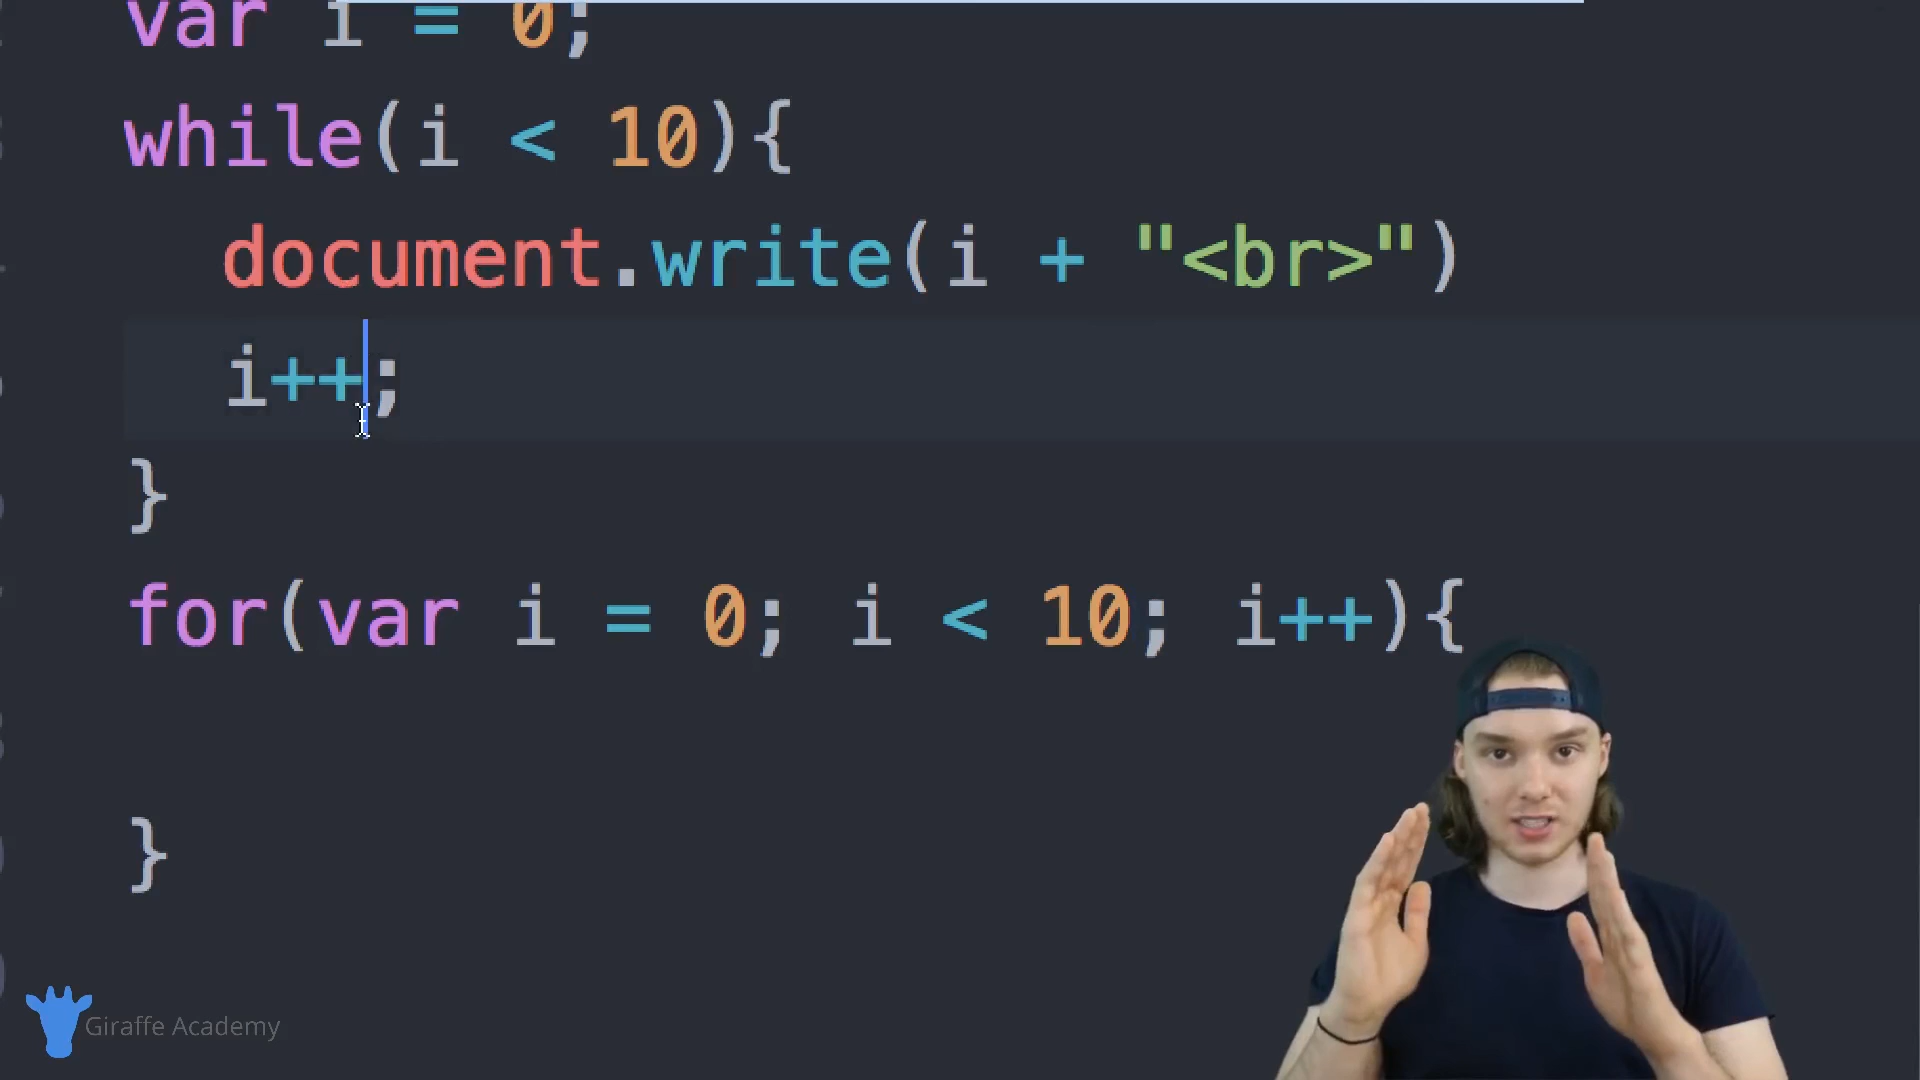 var i = 0;
while(i < 10){
document.write(i + "<br>")
i++;
}
for(var i = 0; i < 10; i++){
}
Giraffe Academy